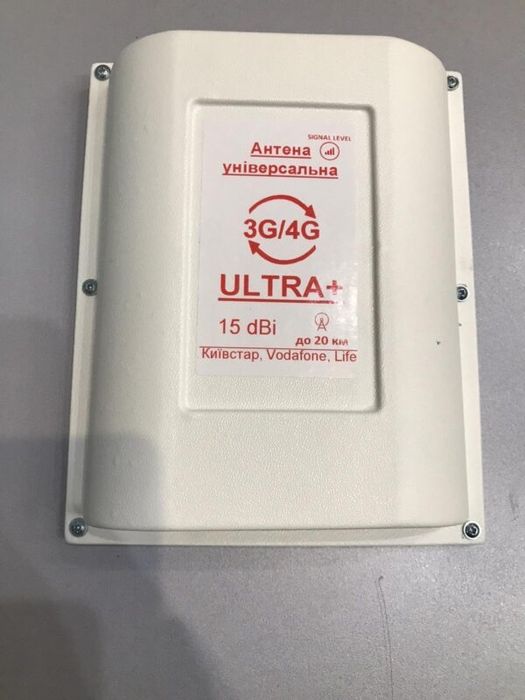 SIGNAL LEVEL
Антена
універсальна
3G/4G
ULTRA+
15 dBi
до 20 км
Київстар, Vodafone, Life